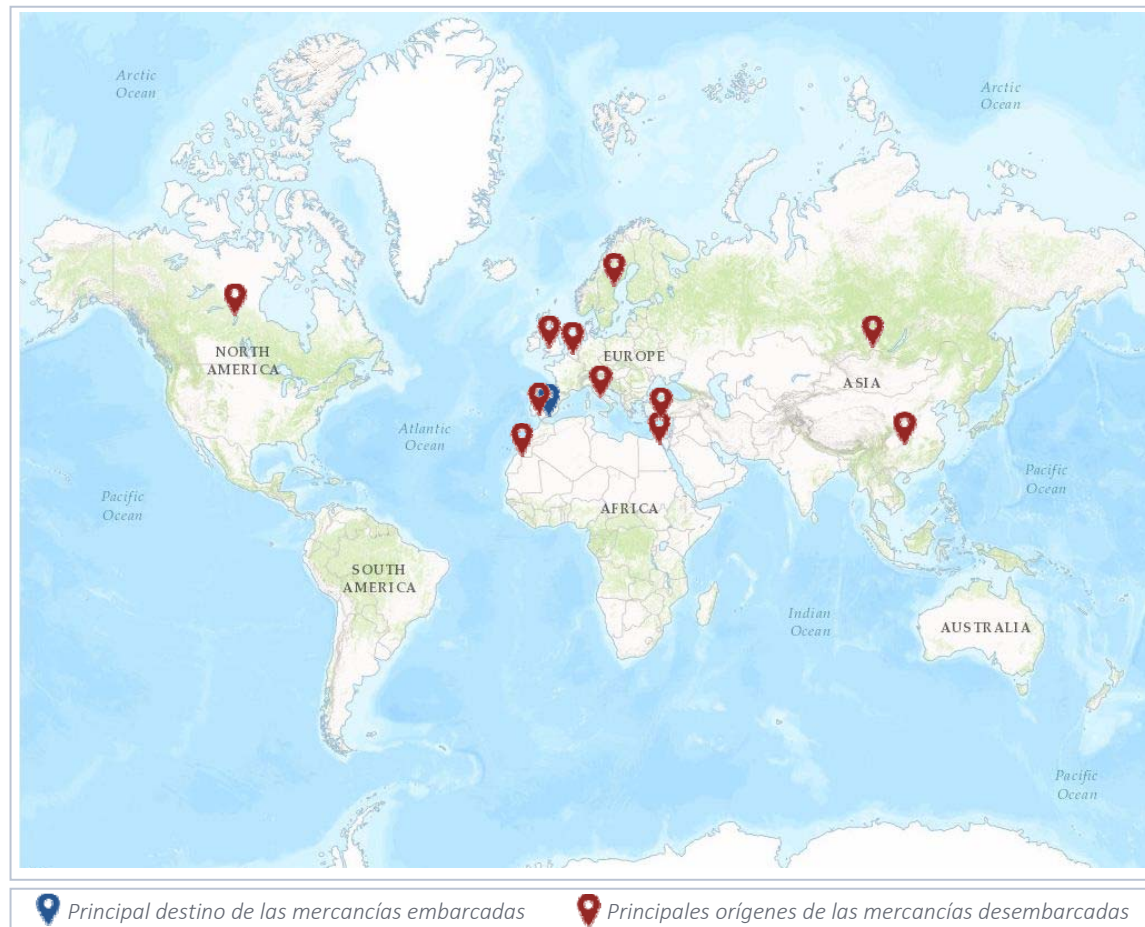 Arctic
Ocean
Arctic
Ocean
NORTH
AMERICA
EUROPE
ASIA
Atlantic
Ocean
Pacific
Ocean
Pacific
Ocean
AFRICA
SOUTH
AMERICA
Indian
Ocean
AUSTRALIA
Pacific
Ocean
Principal destino de las mercancías embarcadas
Principales orígenes de las mercancías desembarcadas